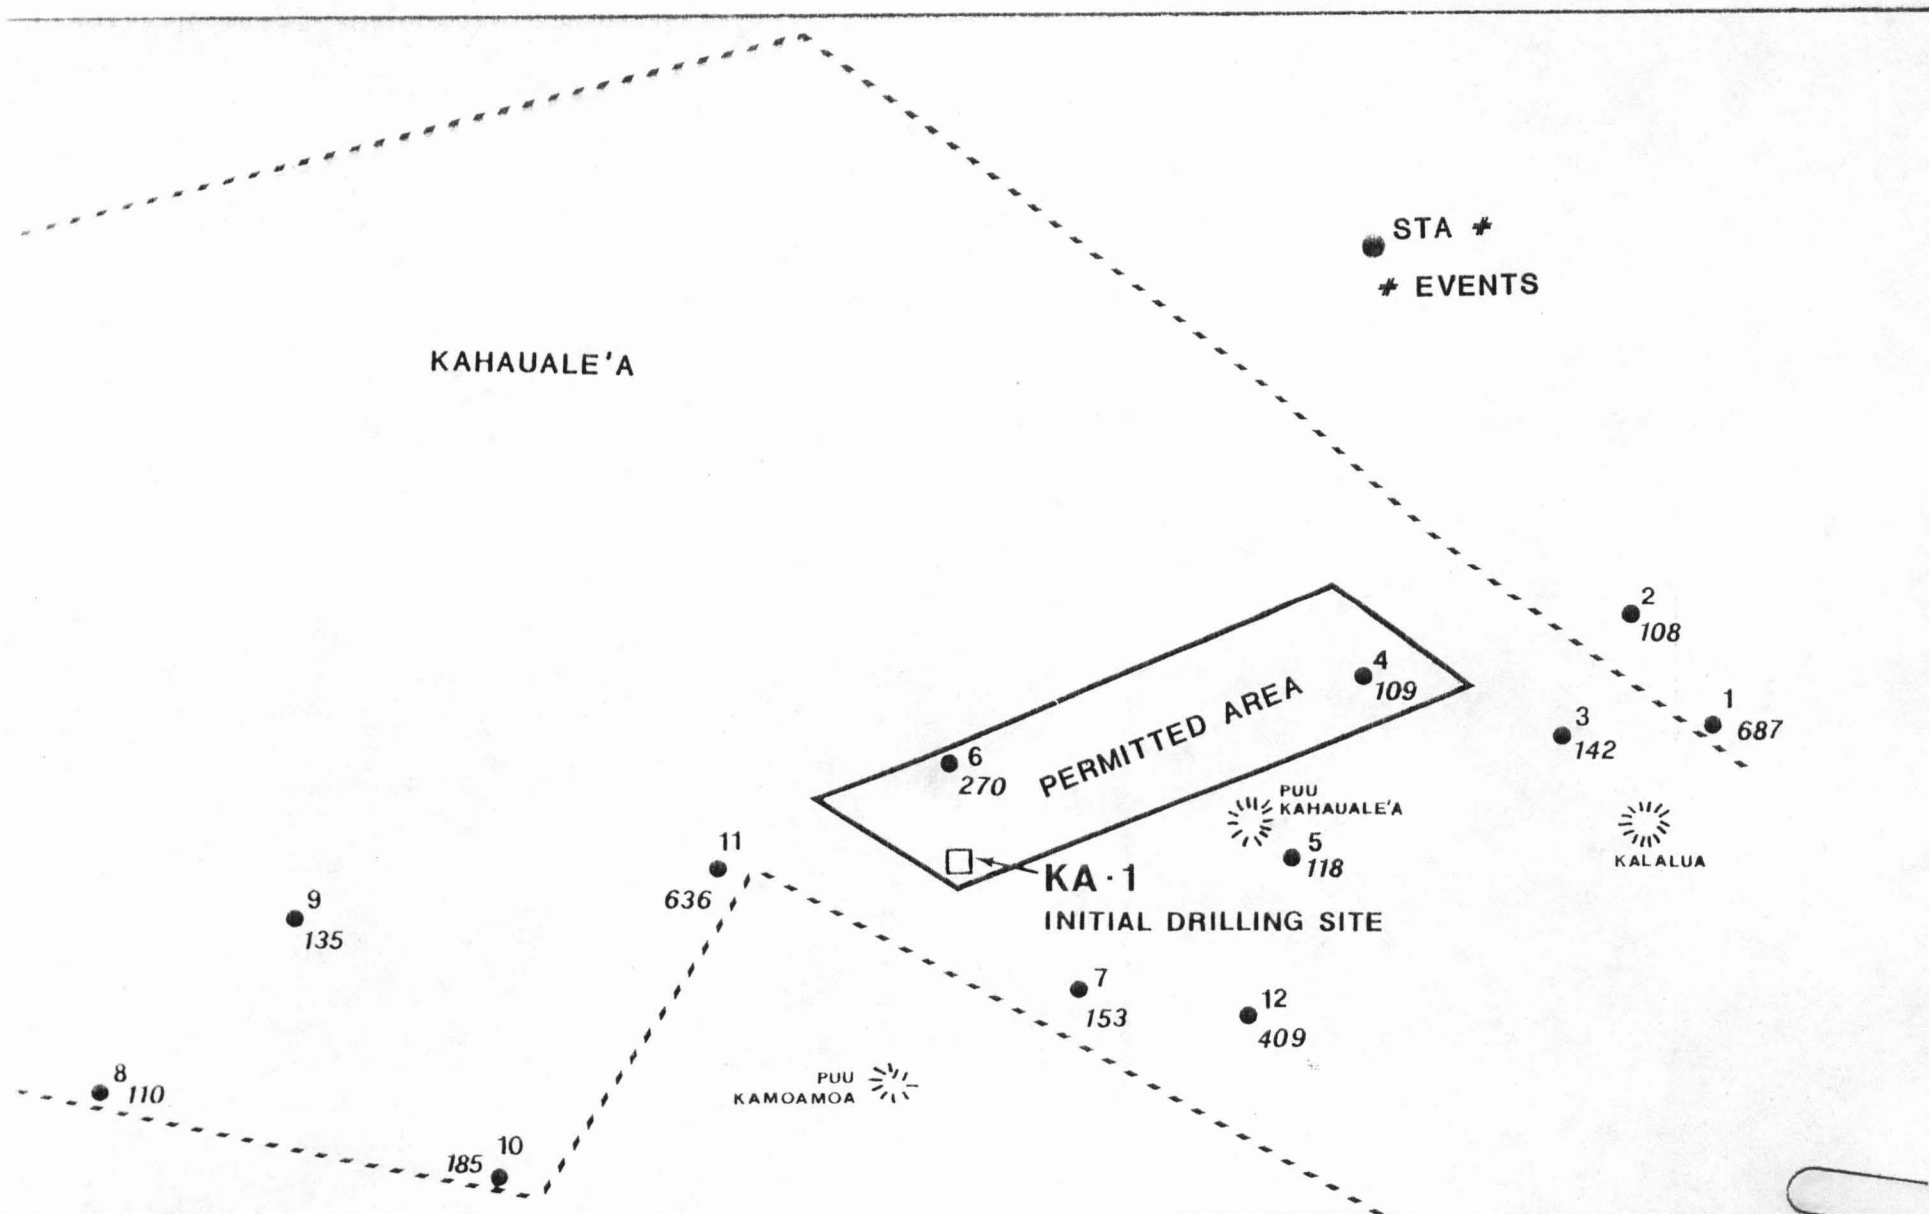 STA #
# EVENTS
KAHAUALE'A
2
108
4
109
1
687
3
142
PERMITTED AREA
6
270
PUU
KAHAUALE'A
5
118
KALALUA
11
636
KA·1
INITIAL DRILLING SITE
9
135
7
153
12
409
8
110
PUU
KAMOAMOA
10
185